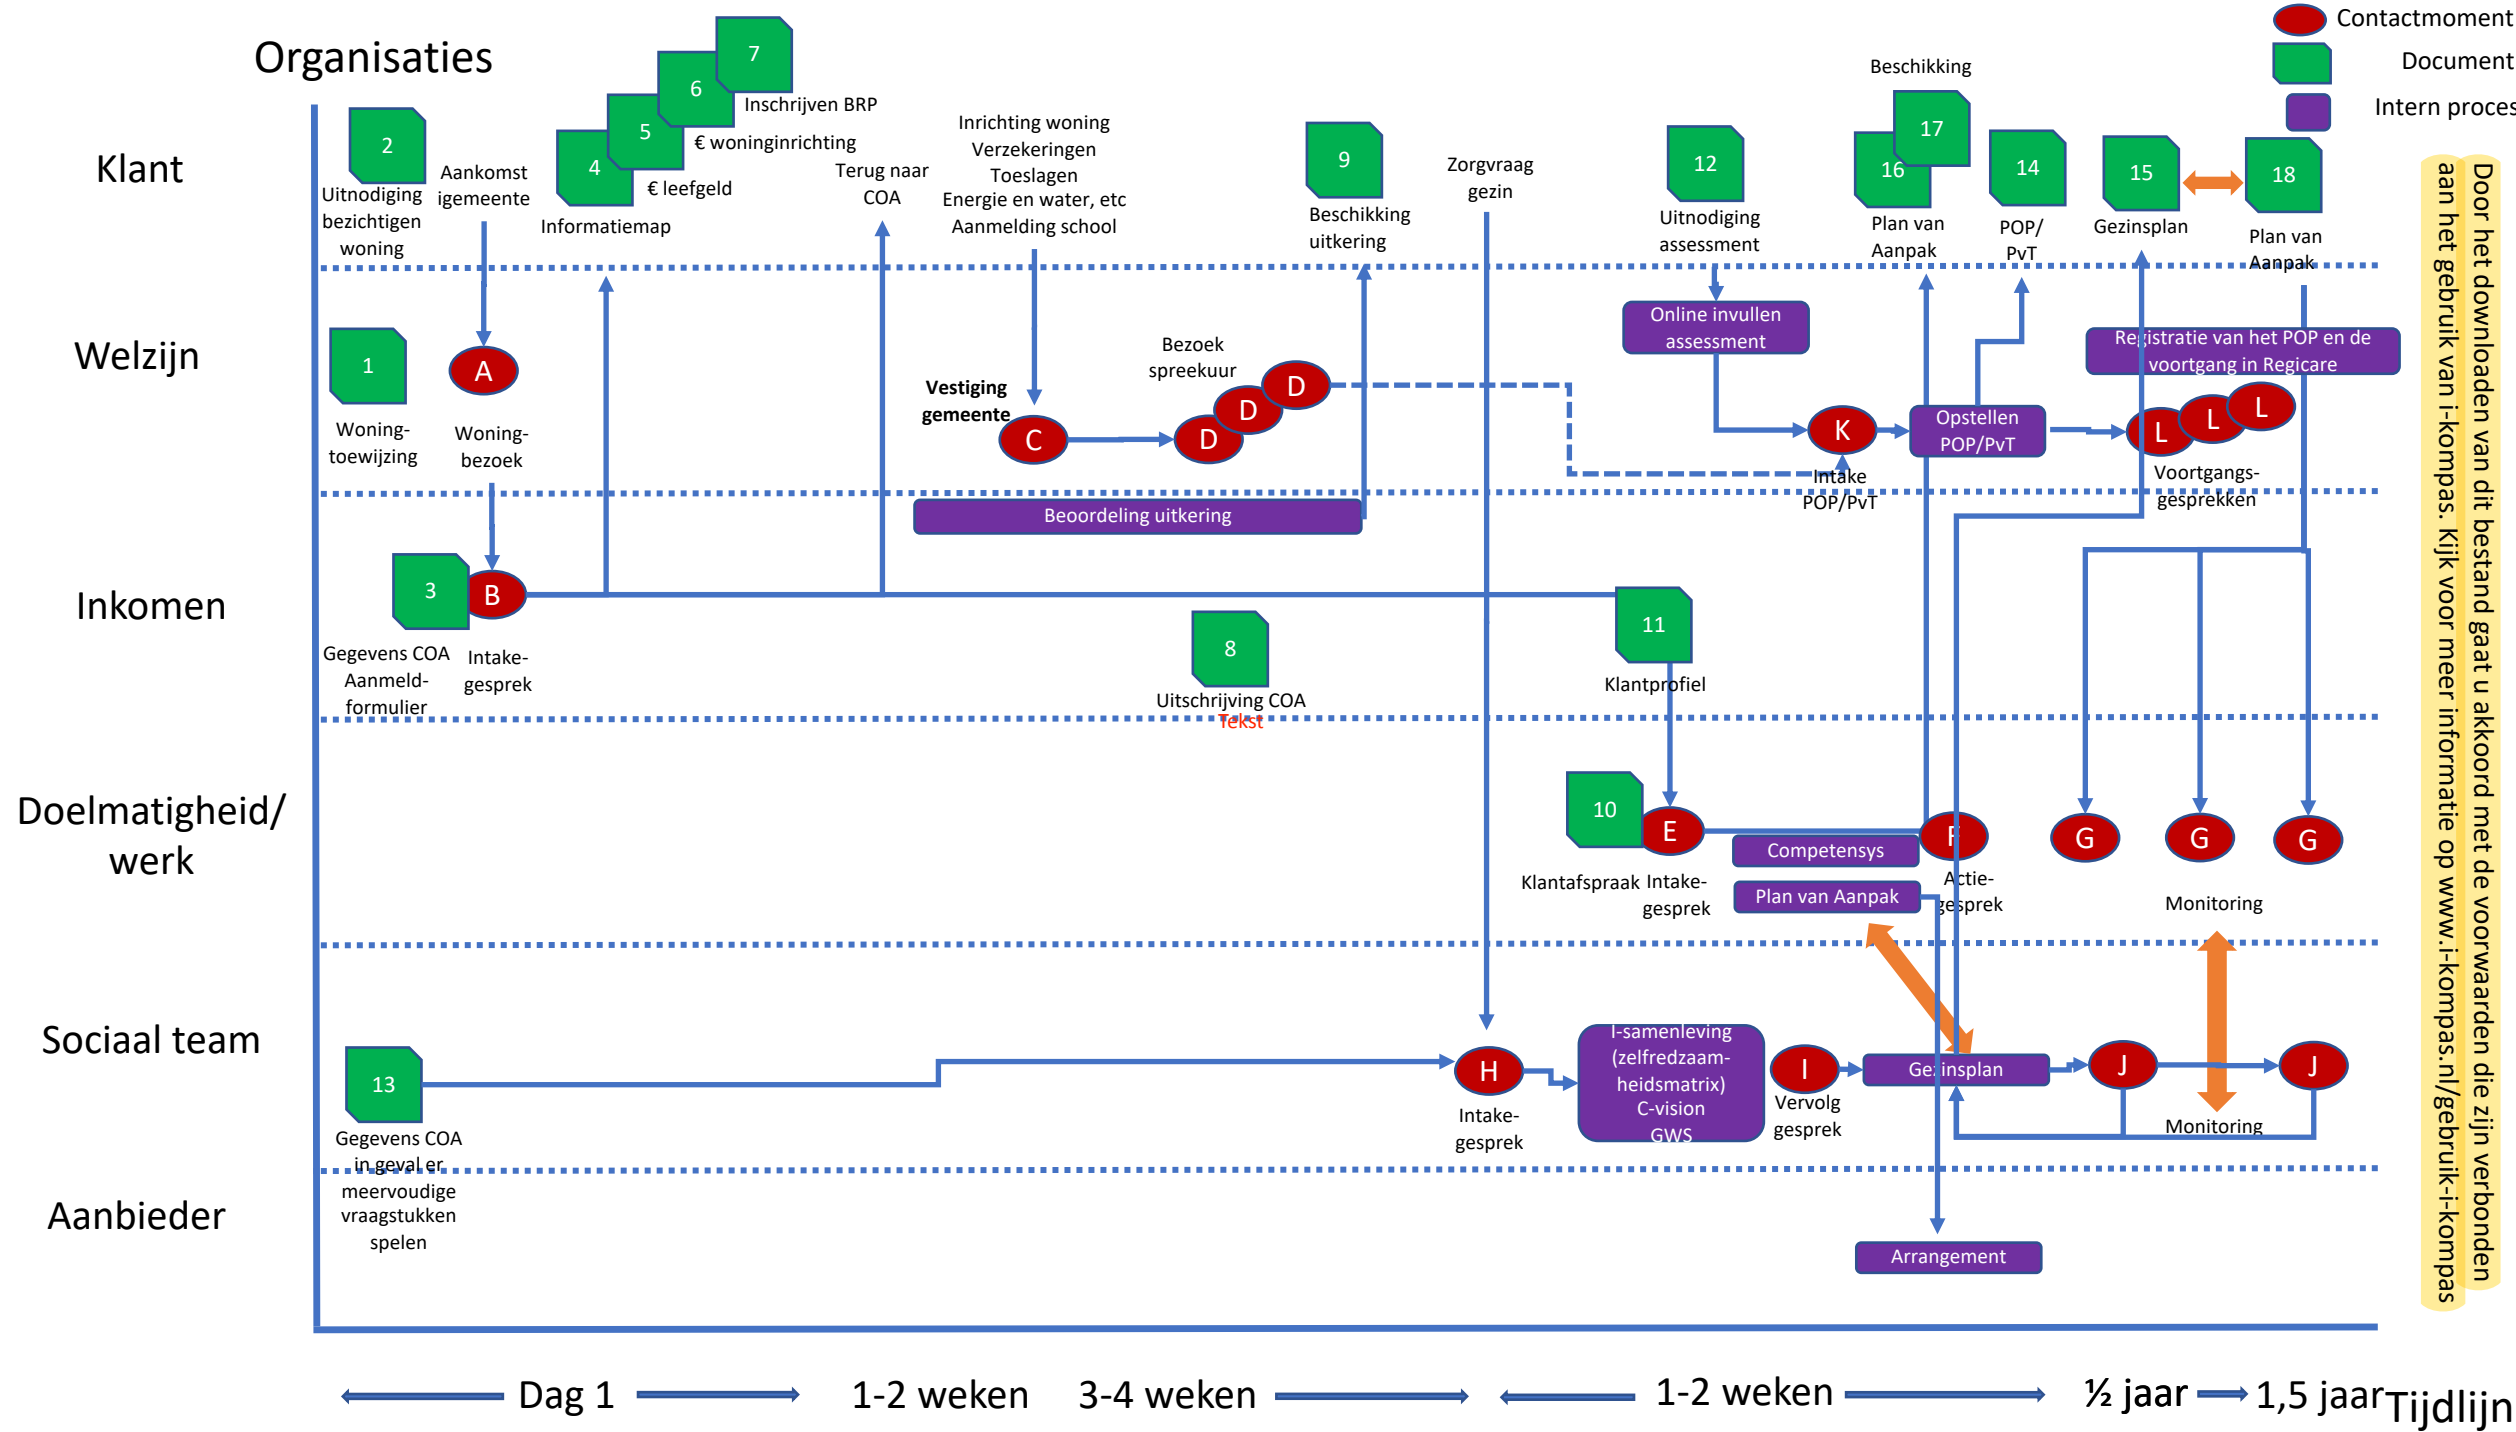 Organisaties
Contactmoment
Document
Intern proces
Klant
2
Uitnodiging
bezichtigen
woning
Aankomst
igemeente
4
5
6
7
Inschrijven BRP
€ woninginrichting
€ leefgeld
Informatiemap
Terug naar
COA
Inrichting woning
Verzekeringen
Toeslagen
Energie en water, etc
Aanmelding school
9
Beschikking
uitkering
Zorgvraag
gezin
12
Uitnodiging
assessment
Beschikking
17
16
Plan van
Aanpak
14
POP/
PvT
15
Gezinsplan
18
Plan van
Aanpak
Welzijn
1
Woning-
toewijzing
A
Woning-
bezoek
Vestiging
gemeente
C
Bezoek
spreekuur
D
D
D
Online invullen
assessment
K
Intake
POP/PvT
Opstellen
POP/PvT
Registratie van het POP en de
voortgang in Regicare
L
L
L
Voortgangs-
gesprekken
Inkomen
Beoordeling uitkering
3
B
Gegevens COA
Aanmeld-
formulier
Intake-
gesprek
8
Uitschrijving COA
Tekst
11
Klantprofiel
Doelmatigheid/
werk
10
E
Klantafspraak
Intake-
gesprek
Competensys
Plan van Aanpak
F
Actie-
gesprek
G
G
G
Monitoring
Sociaal team
13
Gegevens COA
in geval er
meervoudige
vraagstukken
spelen
H
Intake-
gesprek
I-samenleving
(zelfredzaam-
heidsmatrix)
C-vision
GWS
I
Vervolg
gesprek
Gezinsplan
J
J
Monitoring
Aanbieder
Arrangement
Dag 1
1-2 weken
3-4 weken
1-2 weken
½ jaar
1,5 jaar
Tijdlijn
Door het downloaden van dit bestand gaat u akkoord met de voorwaarden die zijn verbonden
aan het gebruik van i-kompas. Kijk voor meer informatie op www.i-kompas.nl/gebruik-i-kompas